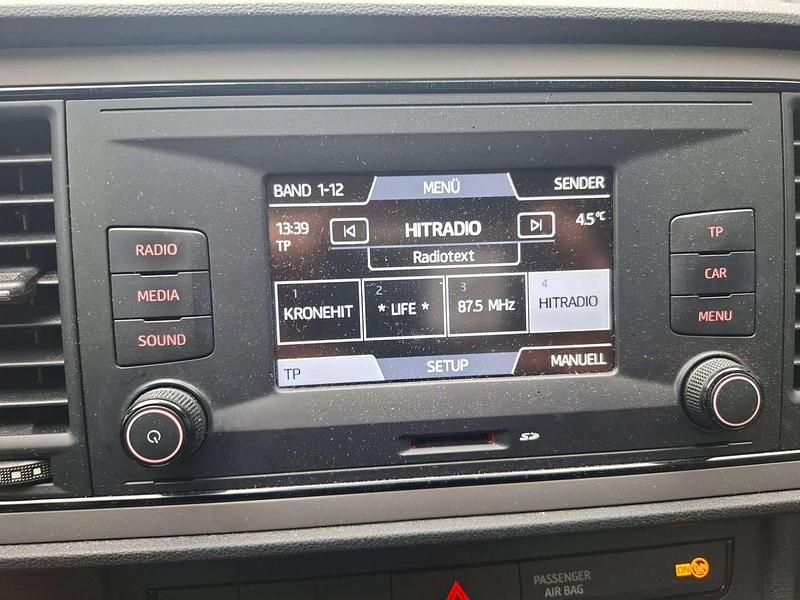 BAND 1-12 MENÜ SENDER
13:39 HITRADIO 4.5°C
TP
Radiotext
RADIO
MEDIA
SOUND
1 2 3 4
KRONEHIT * LIFE * 87.5 MHz HITRADIO
TP SETUP MANUELL
TP
CAR
MENU
SD
PASSENGER
AIR BAG
ON